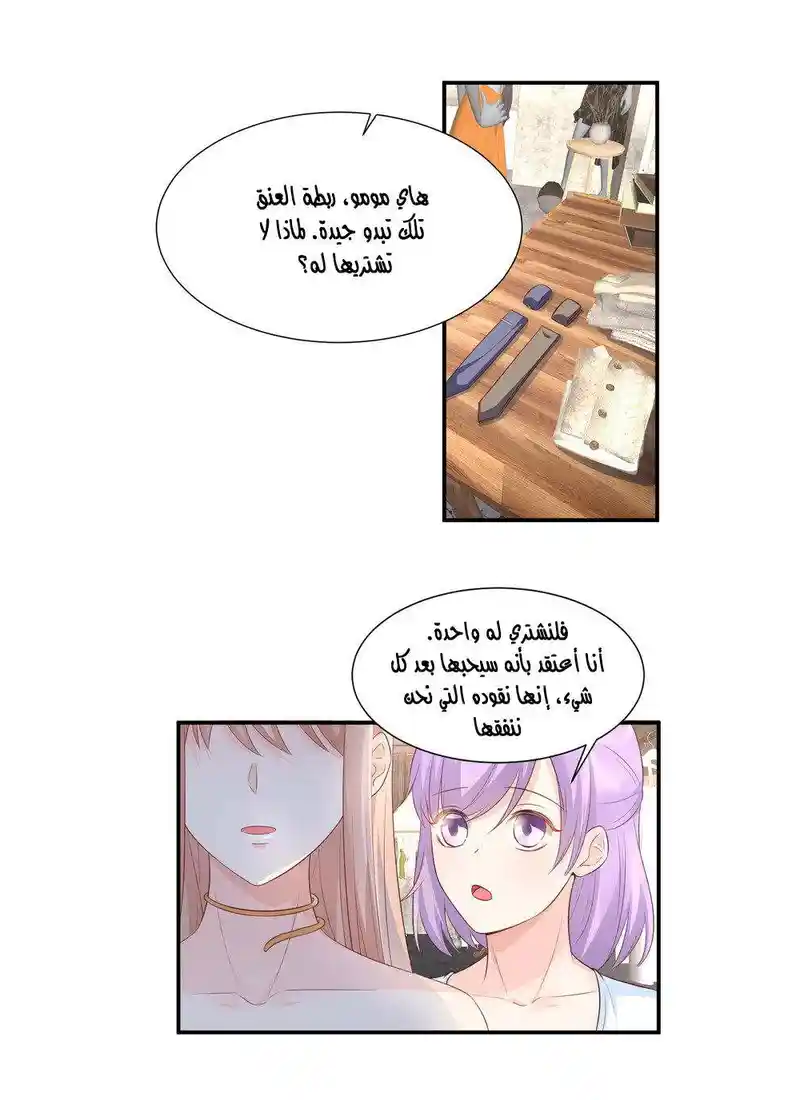 هاي مومو، ربطة العنق
تلك تبدو جيدة. لماذا لا
تشتريها له؟
فلنشتري له واحدة.
أنا أعتقد بأنه سيحبها بعد كل
شيء، إنها نقوده التي نحن
ننفقها